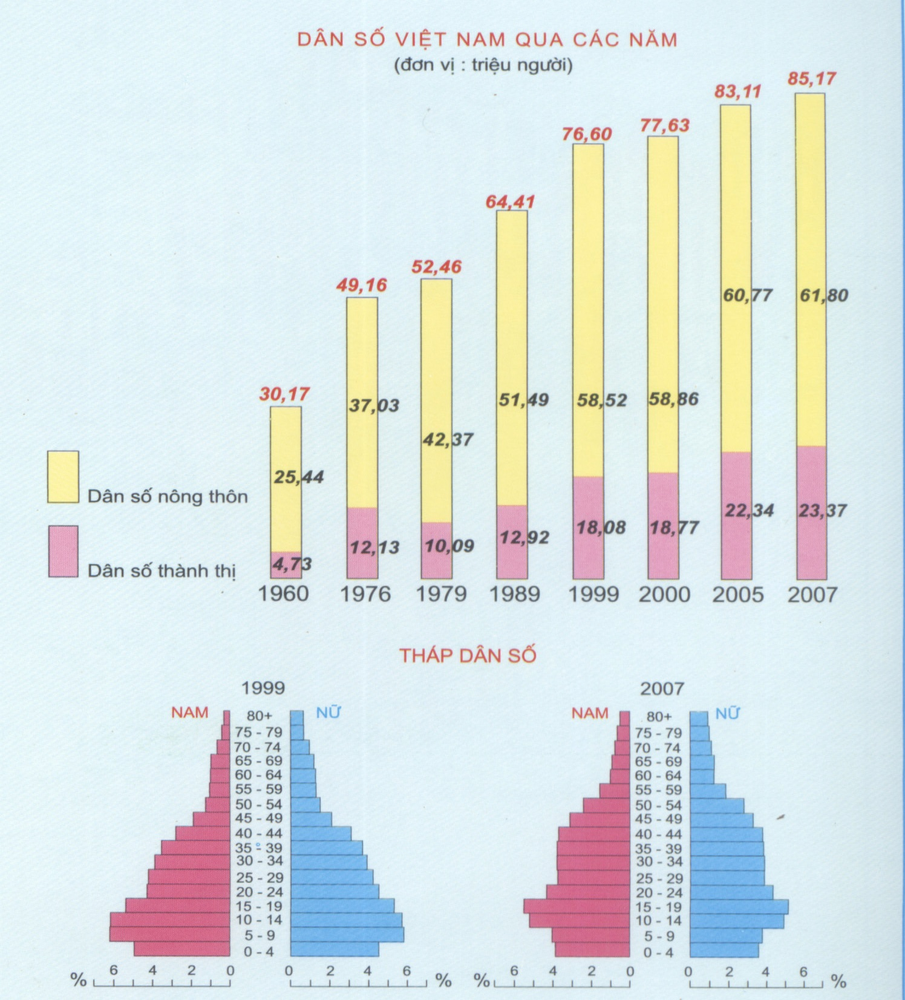 DÂN SỐ VIỆT NAM QUA CÁC NĂM
(đơn vị : triệu người)
30,17 49,16 52,46 64,41 76,60 77,63 83,11 85,17
25,44 37,03 42,37 51,49 58,52 58,86 60,77 61,80
4,73 12,13 10,09 12,92 18,08 18,77 22,34 23,37
1960 1976 1979 1989 1999 2000 2005 2007
Dân số nông thôn
Dân số thành thị
THÁP DÂN SỐ
1999
NAM 80+ NỮ
75 - 79
70 - 74
65 - 69
60 - 64
55 - 59
50 - 54
45 - 49
40 - 44
35 - 39
30 - 34
25 - 29
20 - 24
15 - 19
10 - 14
5 - 9
0 - 4
% 6 4 2 0 0 2 4 6 %
2007
NAM 80+ NỮ
75 - 79
70 - 74
65 - 69
60 - 64
55 - 59
50 - 54
45 - 49
40 - 44
35 - 39
30 - 34
25 - 29
20 - 24
15 - 19
10 - 14
5 - 9
0 - 4
% 6 4 2 0 0 2 4 6 %